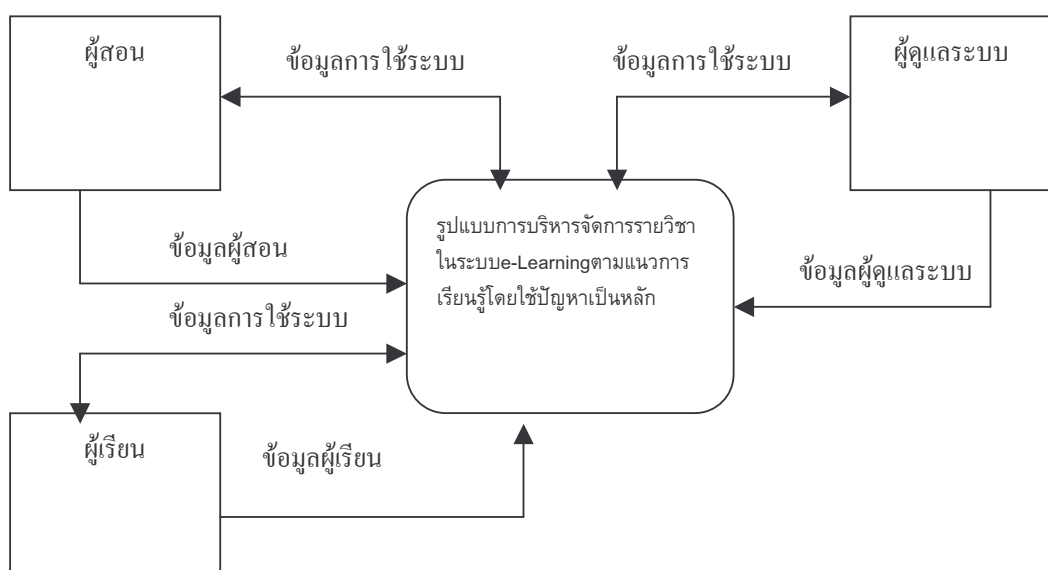 ผู้สอน
ข้อมูลการใช้ระบบ
ข้อมูลการใช้ระบบ
ผู้ดูแลระบบ
รูปแบบการบริหารจัดการรายวิชา
ในระบบe-Learningตามแนวการ
เรียนรู้โดยใช้ปัญหาเป็นหลัก
ข้อมูลผู้สอน
ข้อมูลผู้ดูแลระบบ
ข้อมูลการใช้ระบบ
ผู้เรียน
ข้อมูลผู้เรียน